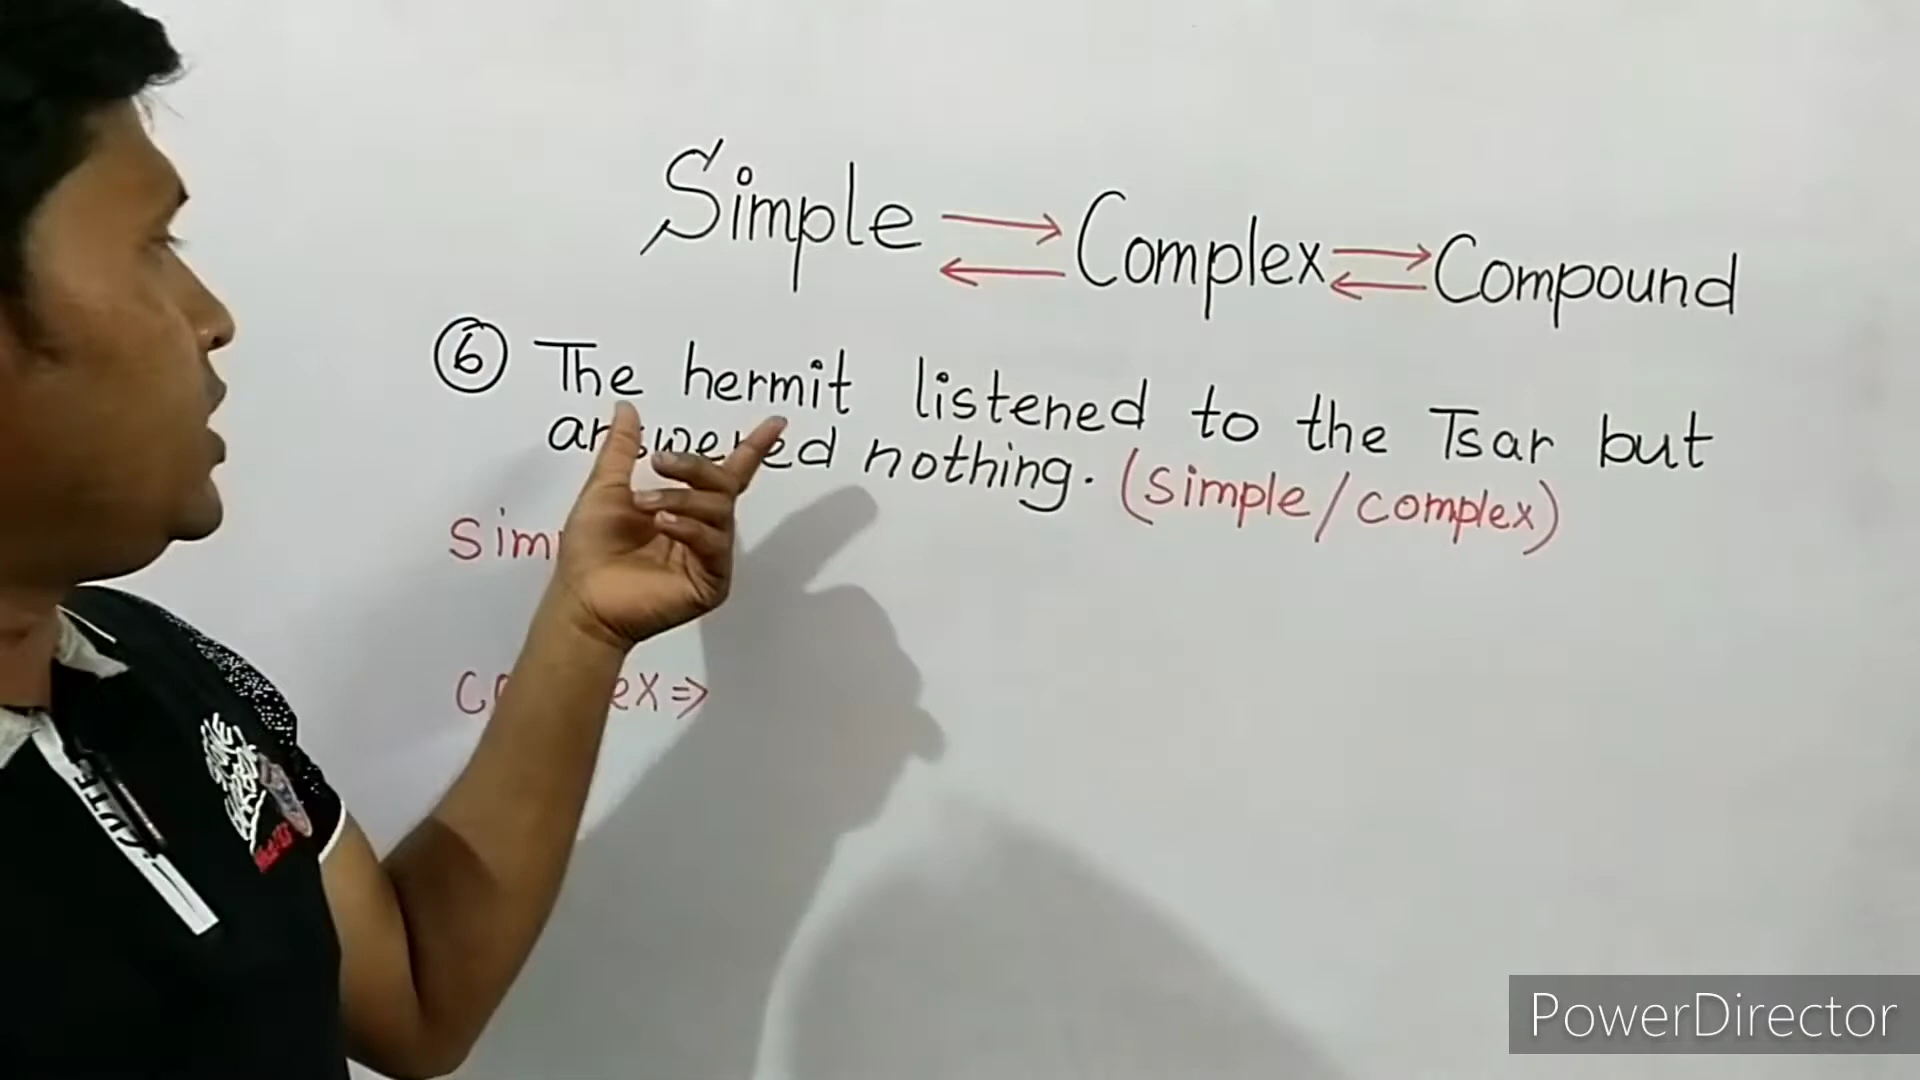 Simple ⇄ Complex ⇄ Compound
⑥ The hermit listened to the Tsar but
answered nothing. (simple/complex)
⇒
PowerDirector